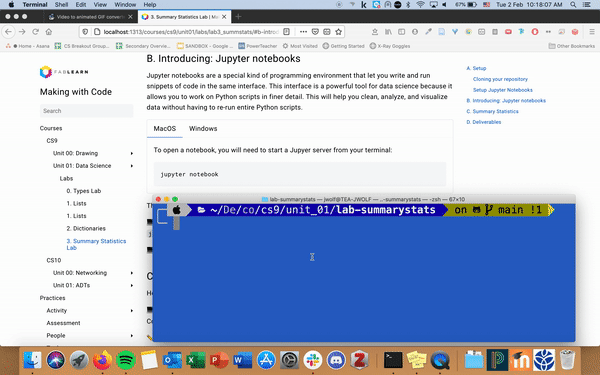 Terminal Shell Edit View Window Help
67% Tue 2 Feb 10:18:07 AM
Video to animated GIF convert
3. Summary Statistics Lab | M
localhost:1313/courses/cs9/unit01/labs/lab3_summstats/#b-intro
Home - Asana
CS Breakout Group...
Secondary Overview...
SANDBOX - Google...
PowerTeacher
Most Visited
Getting Started
X-Ray Goggles
Other Bookmarks
FABLEARN
Making with Code
Search
Courses
CS9
Unit 00: Drawing
Unit 01: Data Science
Labs
0. Types Lab
1. Lists
1. Lists
2. Dictionaries
3. Summary Statistics
Lab
CS10
Unit 00: Networking
Unit 01: ADTs
Practices
Activity
Assessment
People
B. Introducing: Jupyter notebooks
Jupyter notebooks are a special kind of programming environment that let you write and run
snippets of code in the same interface. This interface is a powerful tool for data science because it
allows you to work on Python scripts in finer detail. This will help you clean, analyze, and visualize
data without having to re-run entire Python scripts.
MacOS Windows
To open a notebook, you will need to start a Jupyer server from your terminal:
jupyter notebook
A. Setup
Cloning your repository
Setup Jupyter Notebooks
B. Introducing: Jupyter notebooks
C. Summary Statistics
D. Deliverables
lab-summarystats — jwolf@TEA-JWOLF — ..-summarystats — -zsh — 67×10
~/De/co/cs9/unit_01/lab-summarystats on main !1